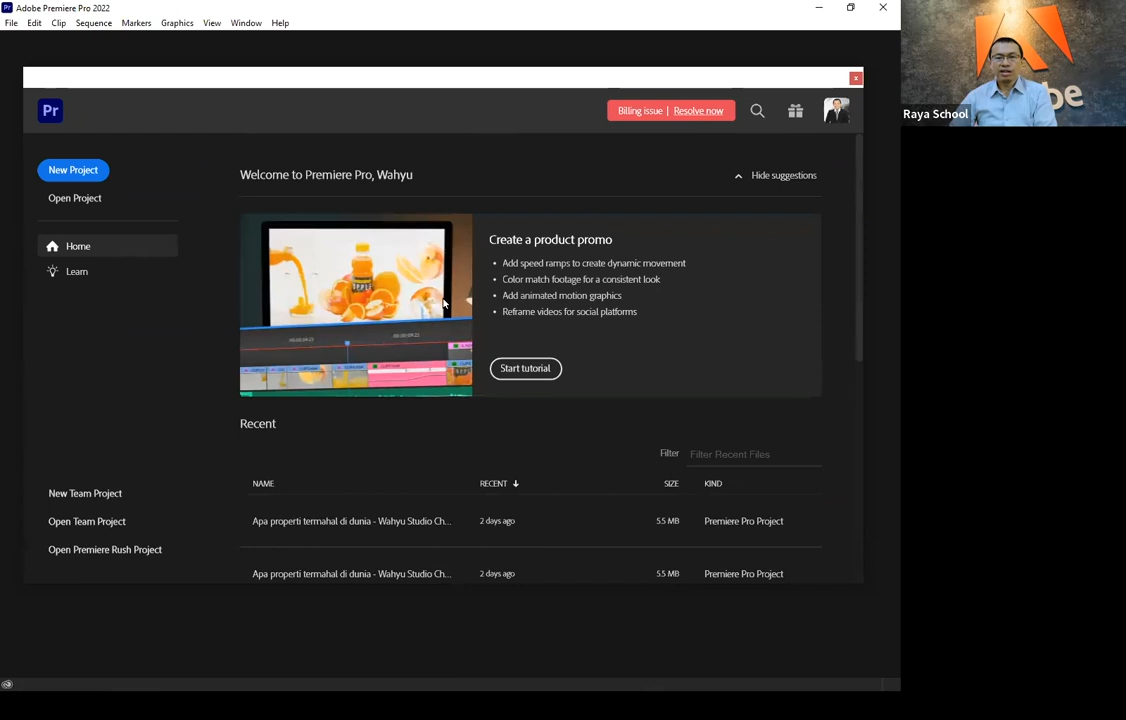 Pr Adobe Premiere Pro 2022
File Edit Clip Sequence Markers Graphics View Window Help
Pr
Billing issue | Resolve now
New Project
Open Project
Home
Learn
New Team Project
Open Team Project
Open Premiere Rush Project
Welcome to Premiere Pro, Wahyu
Hide suggestions
Create a product promo
• Add speed ramps to create dynamic movement
• Color match footage for a consistent look
• Add animated motion graphics
• Reframe videos for social platforms
Start tutorial
Recent
Filter Filter Recent Files
NAME RECENT SIZE KIND
Apa properti termahal di dunia - Wahyu Studio Ch... 2 days ago 5.5 MB Premiere Pro Project
Apa properti termahal di dunia - Wahyu Studio Ch... 2 days ago 5.5 MB Premiere Pro Project
Raya School